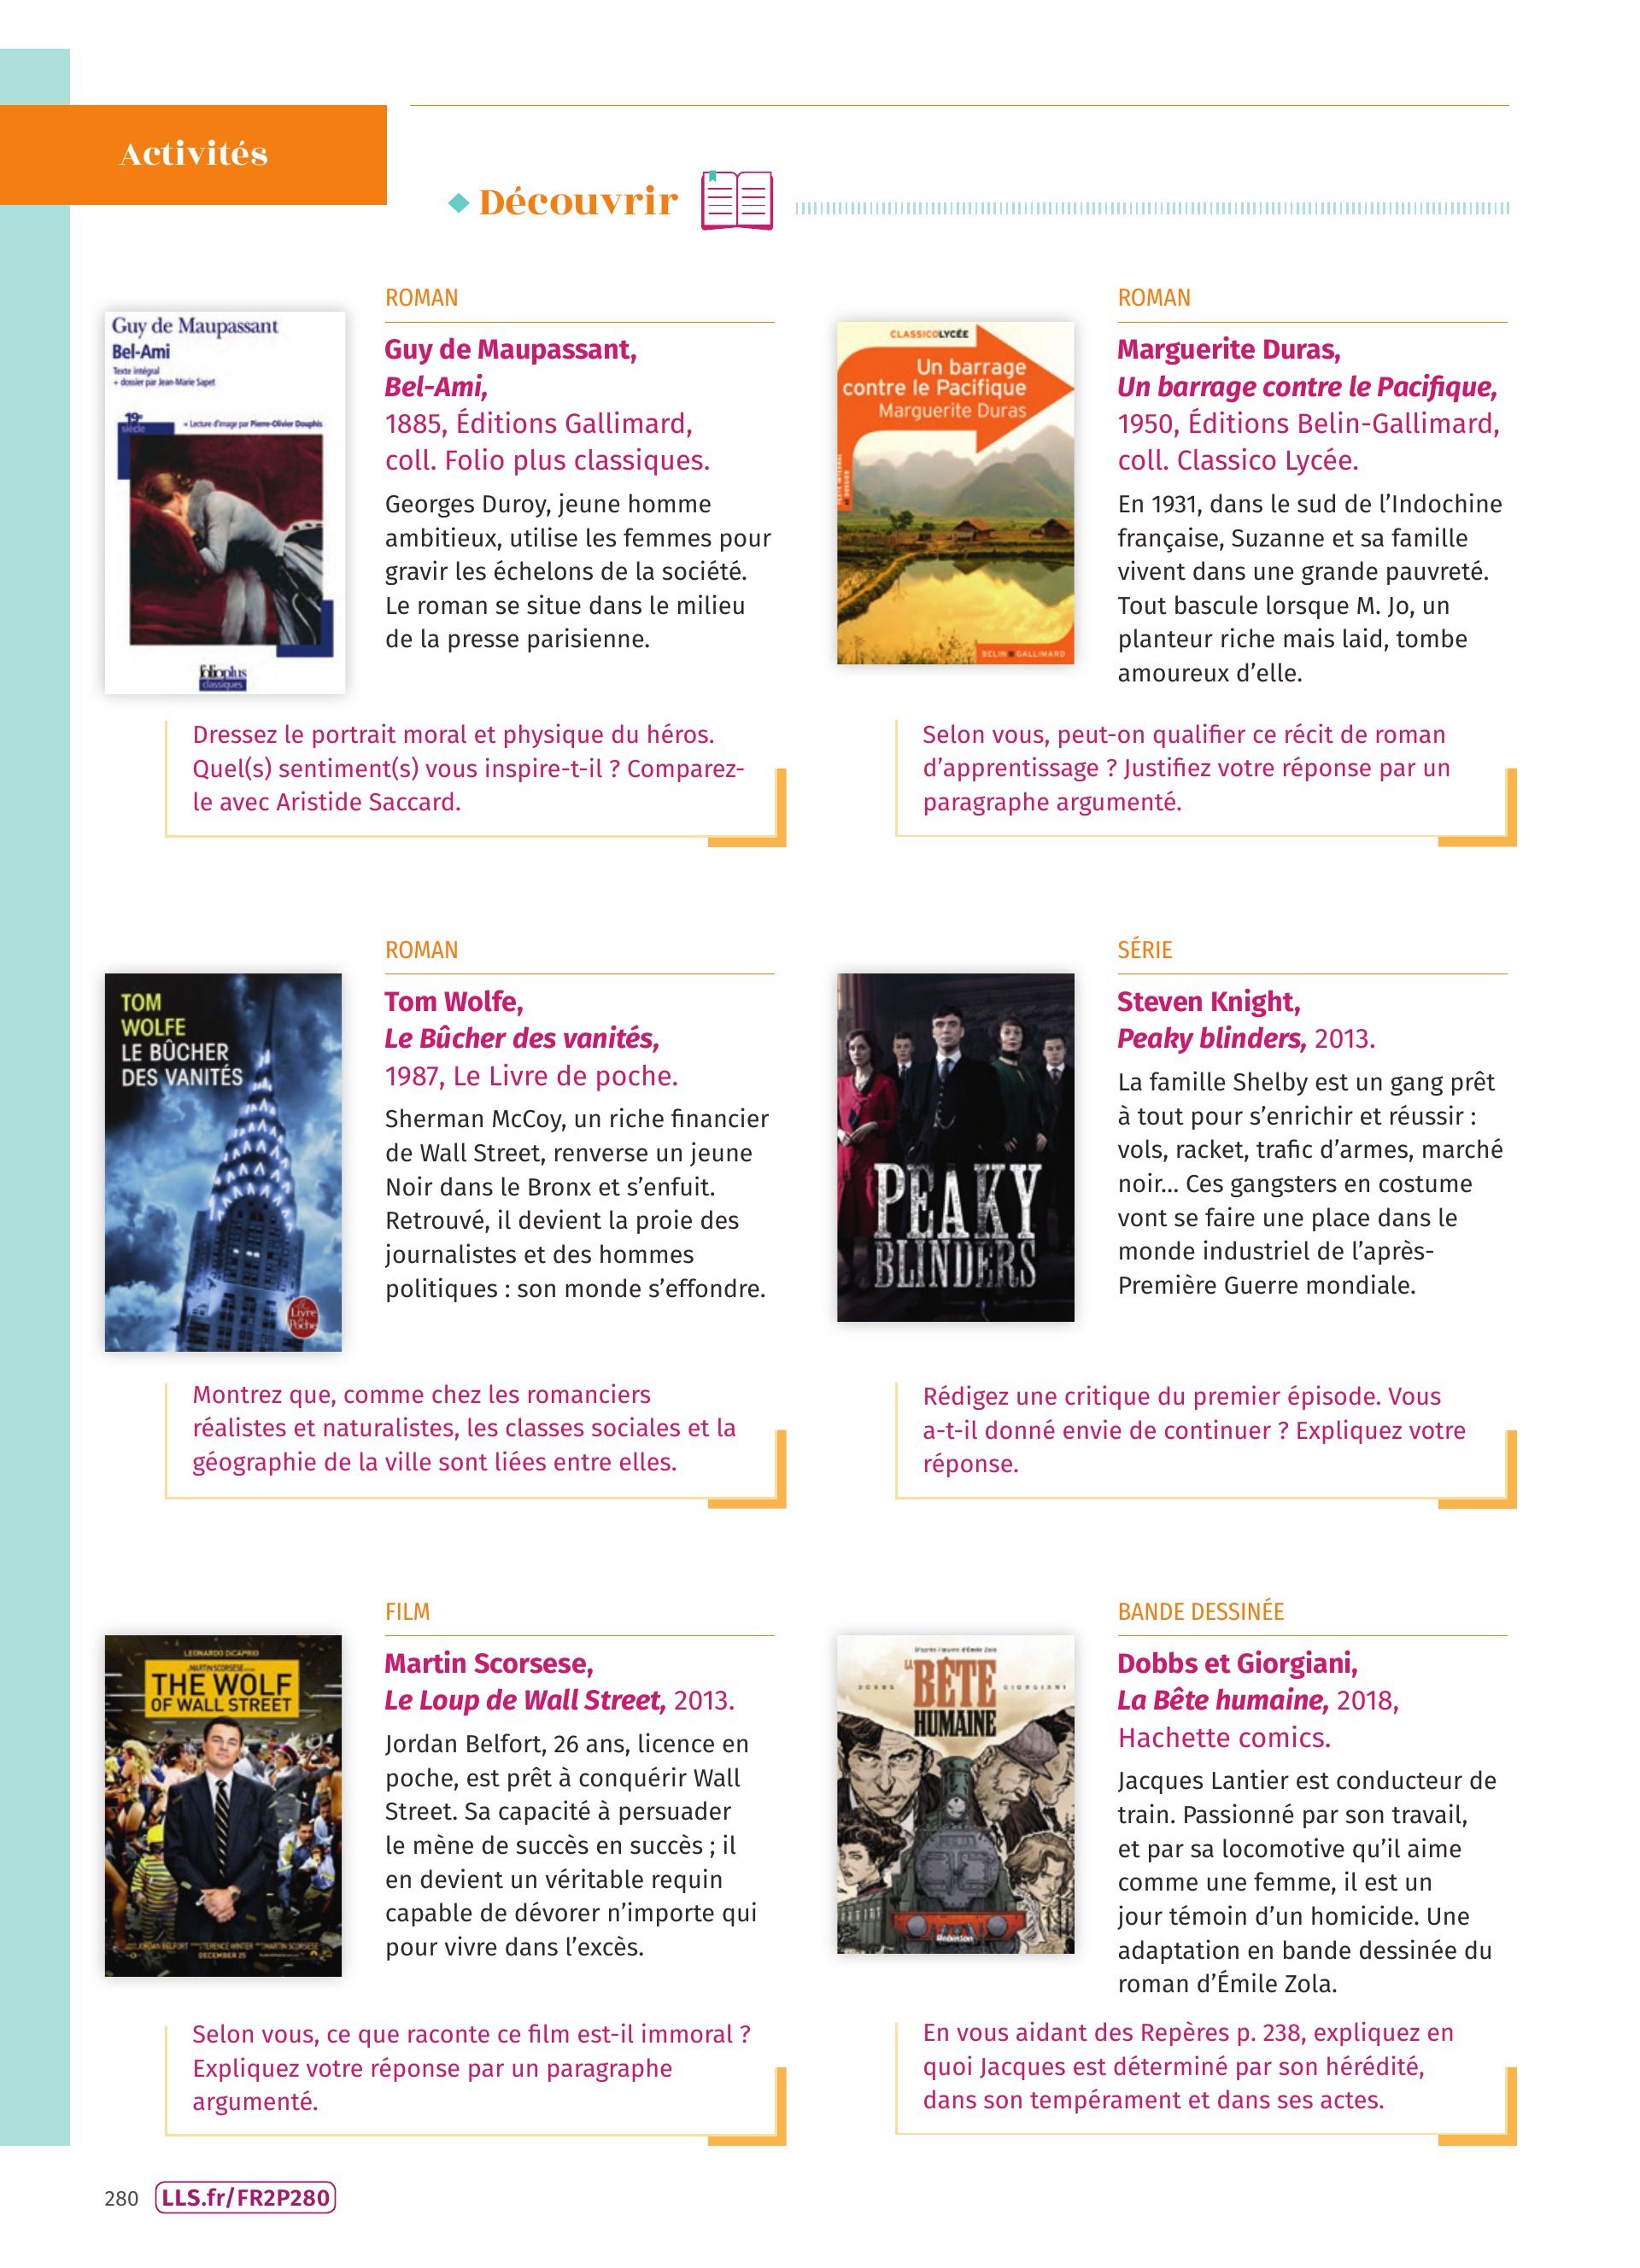 Activités
Découvrir
Guy de Maupassant
Bel-Ami
Texte intégral
+ dossier par Jean-Marie Sapet
19e
siècle
+ Lecture d'image par Pierre-Olivier Douphis
folioplus
classiques
ROMAN
Guy de Maupassant,
Bel-Ami,
1885, Éditions Gallimard,
coll. Folio plus classiques.
Georges Duroy, jeune homme
ambitieux, utilise les femmes pour
gravir les échelons de la société.
Le roman se situe dans le milieu
de la presse parisienne.
Dressez le portrait moral et physique du héros.
Quel(s) sentiment(s) vous inspire-t-il ? Comparez-
le avec Aristide Saccard.
CLASSICOLYCÉE
Un barrage
contre le Pacifique
Marguerite Duras
BELIN GALLIMARD
ROMAN
Marguerite Duras,
Un barrage contre le Pacifique,
1950, Éditions Belin-Gallimard,
coll. Classico Lycée.
En 1931, dans le sud de l’Indochine
française, Suzanne et sa famille
vivent dans une grande pauvreté.
Tout bascule lorsque M. Jo, un
planteur riche mais laid, tombe
amoureux d’elle.
Selon vous, peut-on qualifier ce récit de roman
d’apprentissage ? Justifiez votre réponse par un
paragraphe argumenté.
TOM
WOLFE
LE BÛCHER
DES VANITÉS
Le
Livre
de
Poche
ROMAN
Tom Wolfe,
Le Bûcher des vanités,
1987, Le Livre de poche.
Sherman McCoy, un riche financier
de Wall Street, renverse un jeune
Noir dans le Bronx et s’enfuit.
Retrouvé, il devient la proie des
journalistes et des hommes
politiques : son monde s’effondre.
Montrez que, comme chez les romanciers
réalistes et naturalistes, les classes sociales et la
géographie de la ville sont liées entre elles.
PEAKY
BLINDERS
SÉRIE
Steven Knight,
Peaky blinders, 2013.
La famille Shelby est un gang prêt
à tout pour s’enrichir et réussir :
vols, racket, trafic d’armes, marché
noir… Ces gangsters en costume
vont se faire une place dans le
monde industriel de l’après-
Première Guerre mondiale.
Rédigez une critique du premier épisode. Vous
a-t-il donné envie de continuer ? Expliquez votre
réponse.
LEONARDO DiCAPRIO
MARTIN SCORSESE
THE WOLF
OF WALL STREET
DECEMBER 25
FILM
Martin Scorsese,
Le Loup de Wall Street, 2013.
Jordan Belfort, 26 ans, licence en
poche, est prêt à conquérir Wall
Street. Sa capacité à persuader
le mène de succès en succès ; il
en devient un véritable requin
capable de dévorer n’importe qui
pour vivre dans l’excès.
Selon vous, ce que raconte ce film est-il immoral ?
Expliquez votre réponse par un paragraphe
argumenté.
D'après l'œuvre d'Émile Zola
LA
BÊTE
HUMAINE
DOBBS
GIORGIANI
Robinson
BANDE DESSINÉE
Dobbs et Giorgiani,
La Bête humaine, 2018,
Hachette comics.
Jacques Lantier est conducteur de
train. Passionné par son travail,
et par sa locomotive qu’il aime
comme une femme, il est un
jour témoin d’un homicide. Une
adaptation en bande dessinée du
roman d’Émile Zola.
En vous aidant des Repères p. 238, expliquez en
quoi Jacques est déterminé par son hérédité,
dans son tempérament et dans ses actes.
280
LLS.fr/FR2P280